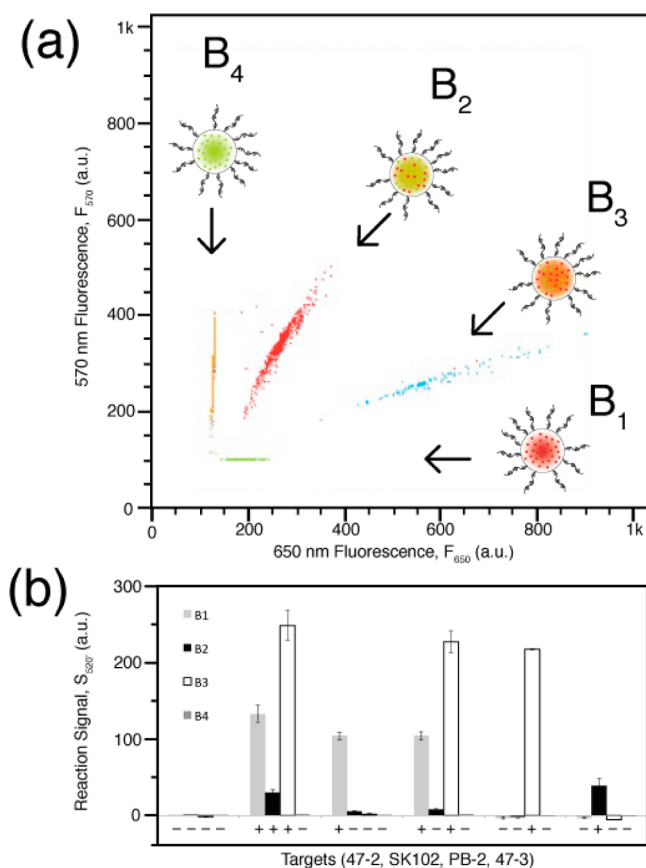 (a)
1k
800
600
400
200
0
570 nm Fluorescence, F570 (a.u.)
B4
B2
B3
B1
0 200 400 600 800 1k
650 nm Fluorescence, F650 (a.u.)
(b)
300
200
100
0
Reaction Signal, S520' (a.u.)
B1
B2
B3
B4
− − − − + + + − + − − − + − + − − − + − − + − −
Targets (47-2, SK102, PB-2, 47-3)